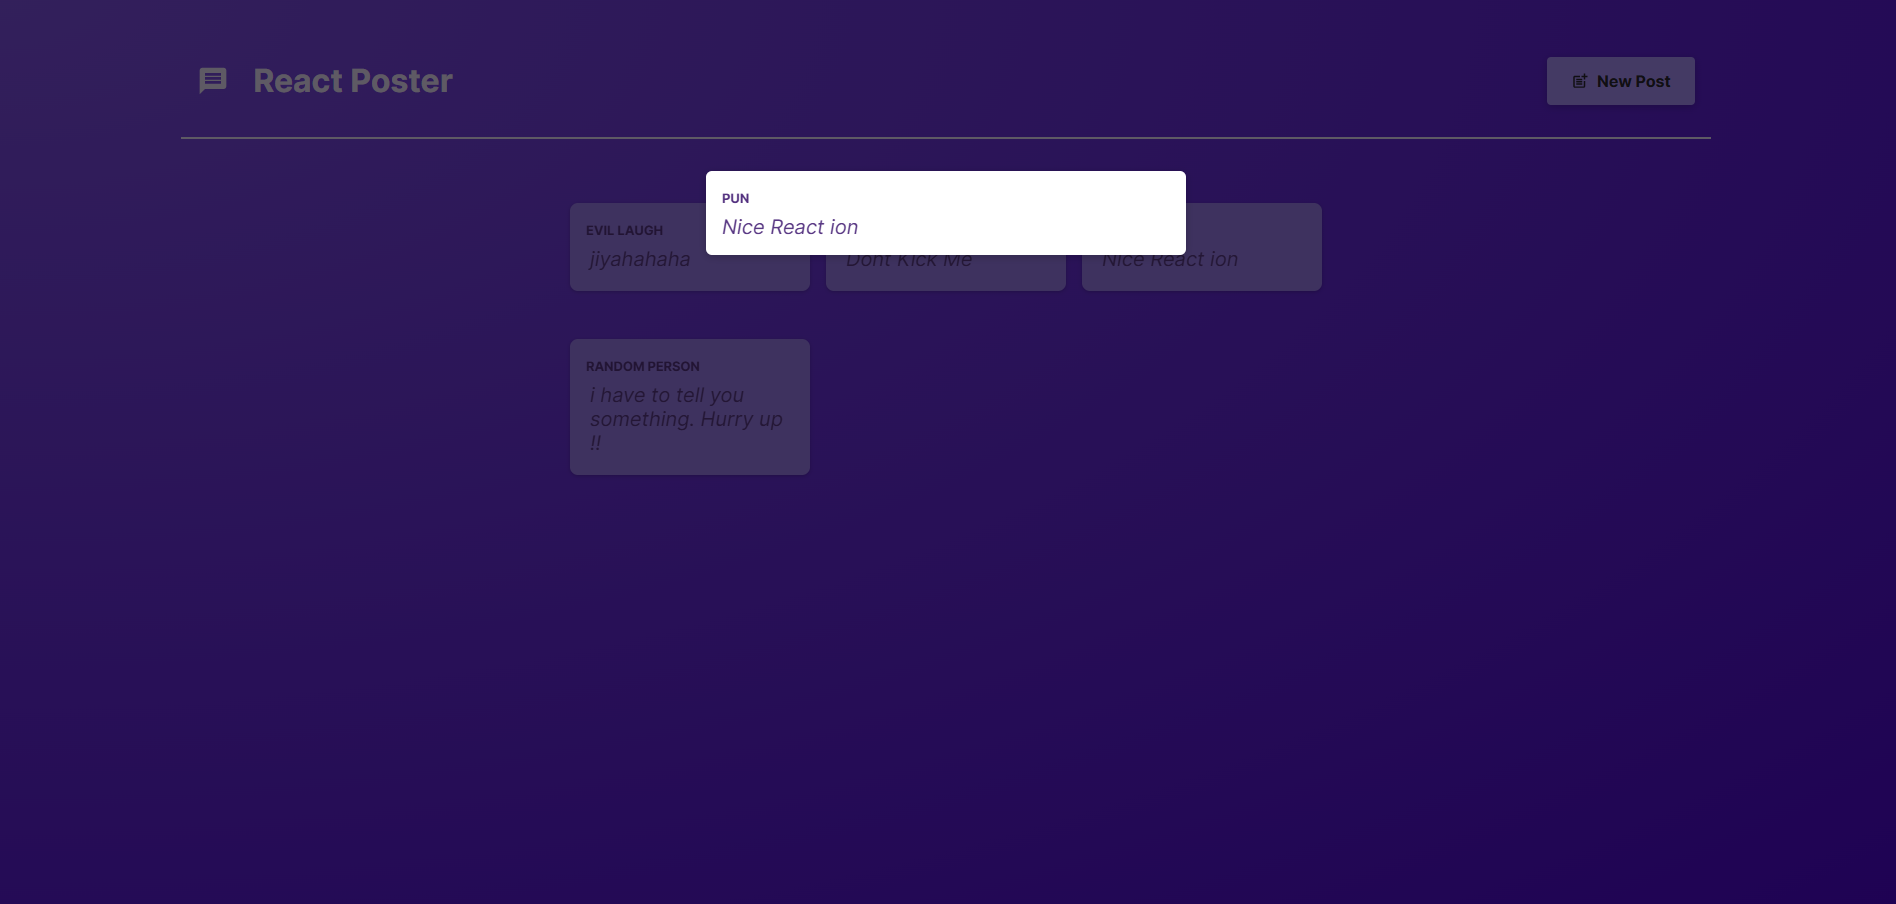 React Poster
New Post
PUN
Nice React ion
EVIL LAUGH
jiyahahaha
Dont Kick Me
Nice React ion
RANDOM PERSON
i have to tell you
something. Hurry up
!!